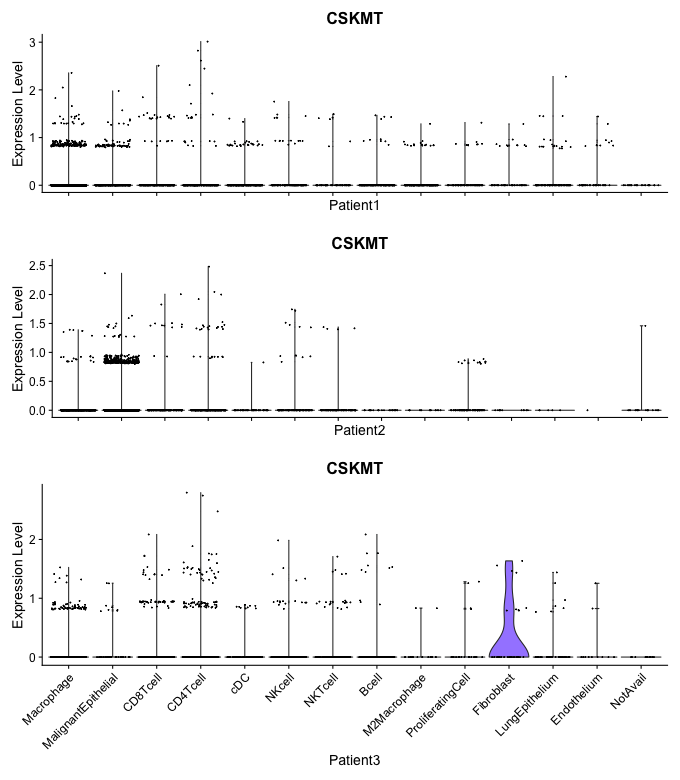 CSKMT
Expression Level
3
2
1
0
Patient1
CSKMT
Expression Level
2.5
2.0
1.5
1.0
0.5
0.0
Patient2
CSKMT
Expression Level
2
1
0
Macrophage
MalignantEpithelial
CD8Tcell
CD4Tcell
cDC
NKcell
NKTcell
Bcell
M2Macrophage
ProliferatingCell
Fibroblast
LungEpithelium
Endothelium
NotAvail
Patient3